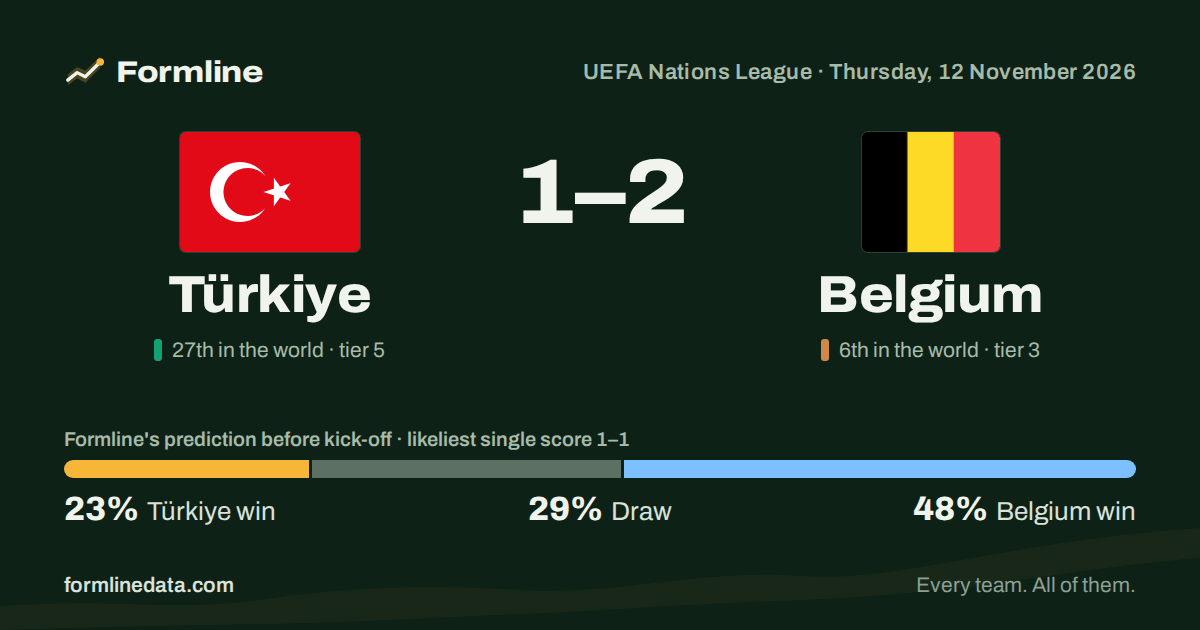 Formline
UEFA Nations League · Thursday, 12 November 2026
1–2
Türkiye
Belgium
27th in the world · tier 5
6th in the world · tier 3
Formline's prediction before kick-off · likeliest single score 1–1
23% Türkiye win
29% Draw
48% Belgium win
formlinedata.com
Every team. All of them.